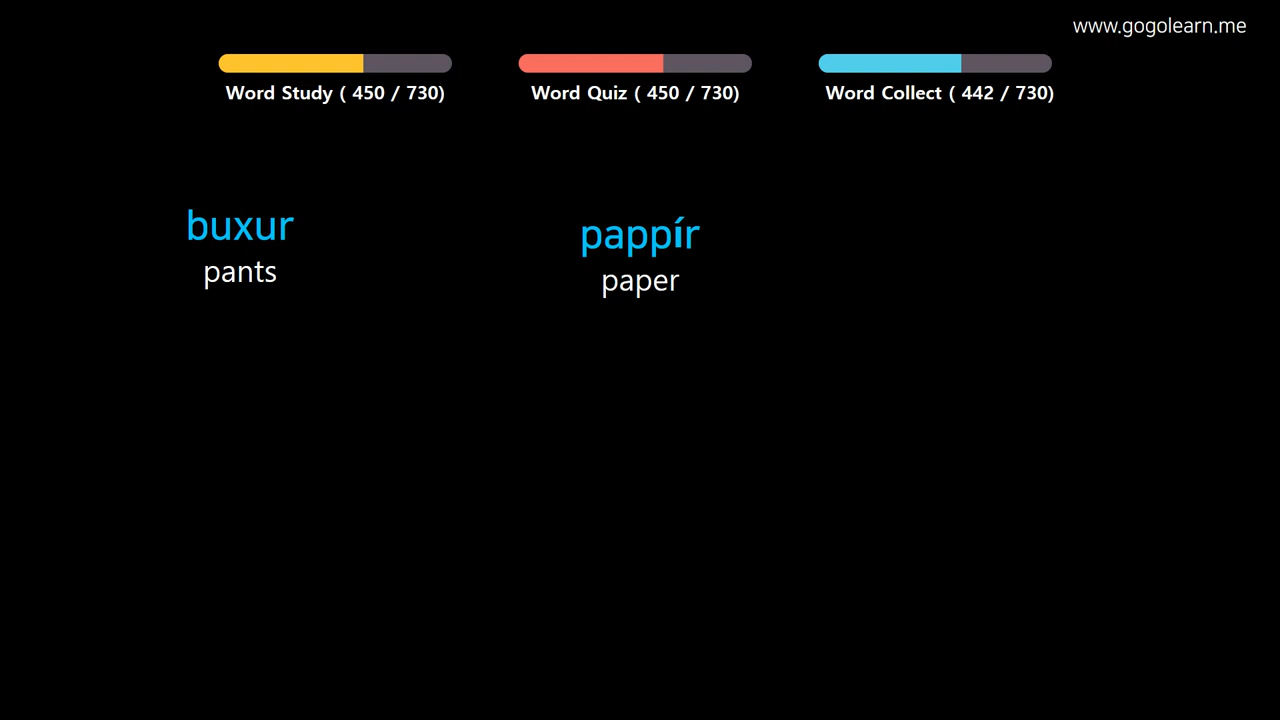 www.gogolearn.me
Word Study ( 450 / 730)
Word Quiz ( 450 / 730)
Word Collect ( 442 / 730)
buxur
pants
pappír
paper